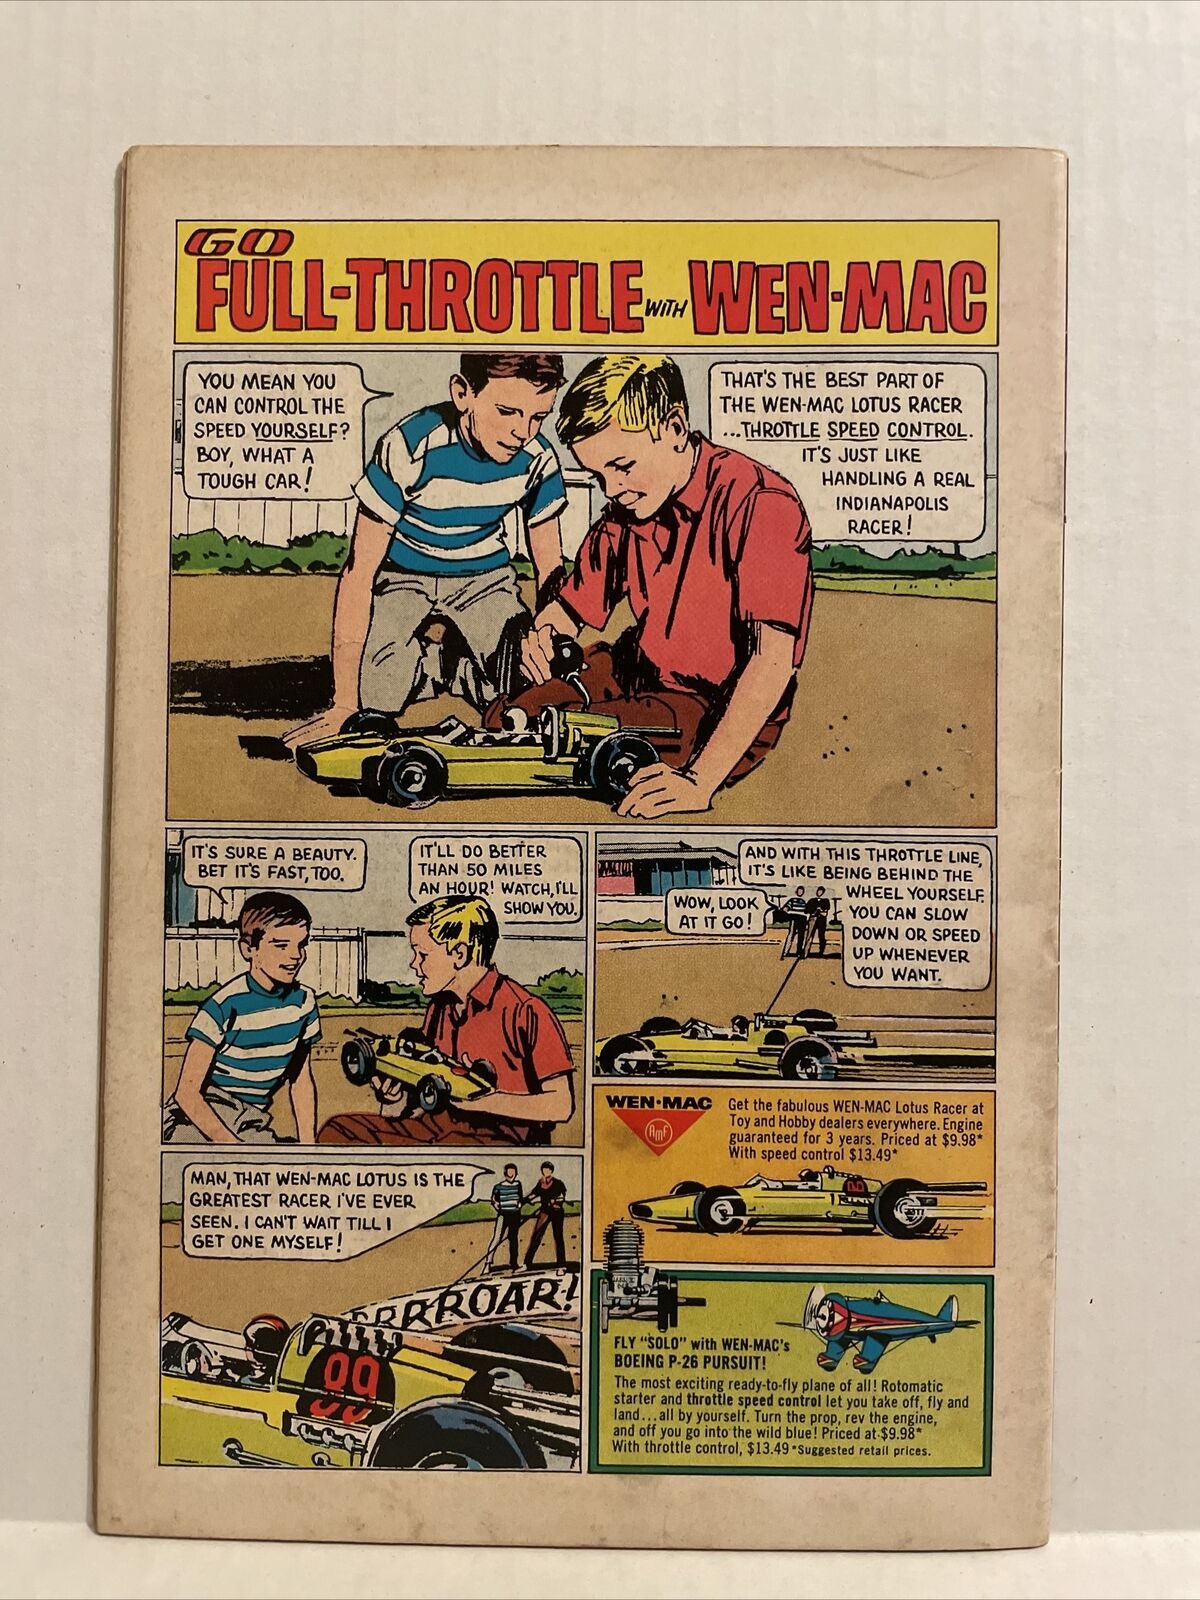 GO
FULL-THROTTLE WITH WEN-MAC
YOU MEAN YOU
CAN CONTROL THE
SPEED YOURSELF?
BOY, WHAT A
TOUGH CAR!
THAT'S THE BEST PART OF
THE WEN-MAC LOTUS RACER
...THROTTLE SPEED CONTROL.
IT'S JUST LIKE
HANDLING A REAL
INDIANAPOLIS
RACER!
IT'S SURE A BEAUTY.
BET IT'S FAST, TOO.
IT'LL DO BETTER
THAN 50 MILES
AN HOUR! WATCH, I'LL
SHOW YOU.
AND WITH THIS THROTTLE LINE,
IT'S LIKE BEING BEHIND THE
WHEEL YOURSELF.
YOU CAN SLOW
DOWN OR SPEED
UP WHENEVER
YOU WANT.
WOW, LOOK
AT IT GO!
MAN, THAT WEN-MAC LOTUS IS THE
GREATEST RACER I'VE EVER
SEEN. I CAN'T WAIT TILL I
GET ONE MYSELF!
RRRROAR!
99
WEN·MAC
AMF
Get the fabulous WEN-MAC Lotus Racer at
Toy and Hobby dealers everywhere. Engine
guaranteed for 3 years. Priced at $9.98*
With speed control $13.49*
FLY "SOLO" with WEN-MAC's
BOEING P-26 PURSUIT!
The most exciting ready-to-fly plane of all! Rotomatic
starter and throttle speed control let you take off, fly and
land...all by yourself. Turn the prop, rev the engine,
and off you go into the wild blue! Priced at $9.98*
With throttle control, $13.49 *Suggested retail prices.